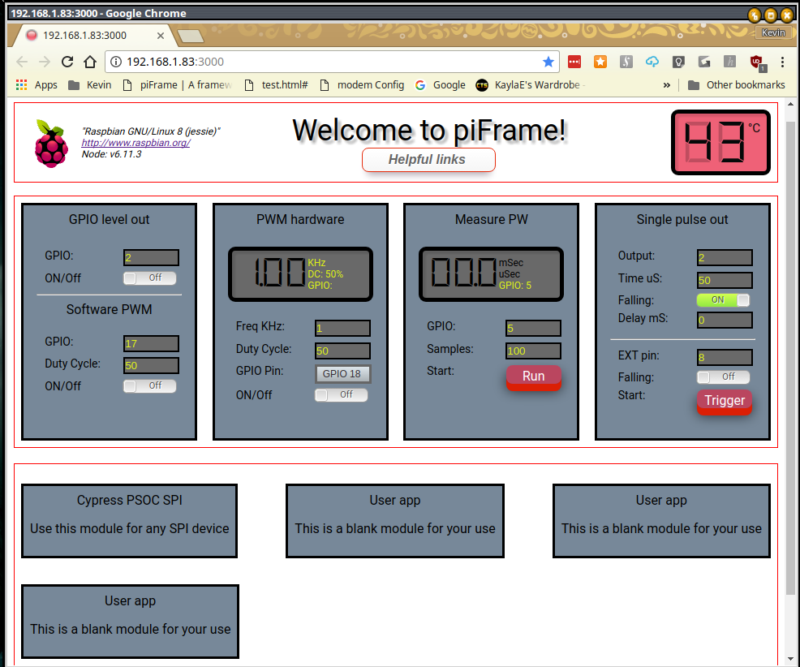 192.168.1.83:3000 - Google Chrome
192.168.1.83:3000
Kevin
192.168.1.83:3000
Apps Kevin piFrame | A framew test.html# modem Config Google KaylaE's Wardrobe - » Other bookmarks
"Raspbian GNU/Linux 8 (jessie)"
http://www.raspbian.org/
Node: v6.11.3
Welcome to piFrame!
Helpful links
43 °C
GPIO level out
GPIO: 2
ON/Off Off
Software PWM
GPIO: 17
Duty Cycle: 50
ON/Off Off
PWM hardware
1.00 KHz
DC: 50%
GPIO:
Freq KHz: 1
Duty Cycle: 50
GPIO Pin: GPIO 18
ON/Off Off
Measure PW
00.0 mSec
uSec
GPIO: 5
GPIO: 5
Samples: 100
Start: Run
Single pulse out
Output: 2
Time uS: 50
Falling: ON
Delay mS: 0
EXT pin: 8
Falling: Off
Start: Trigger
Cypress PSOC SPI
Use this module for any SPI device
User app
This is a blank module for your use
User app
This is a blank module for your use
User app
This is a blank module for your use